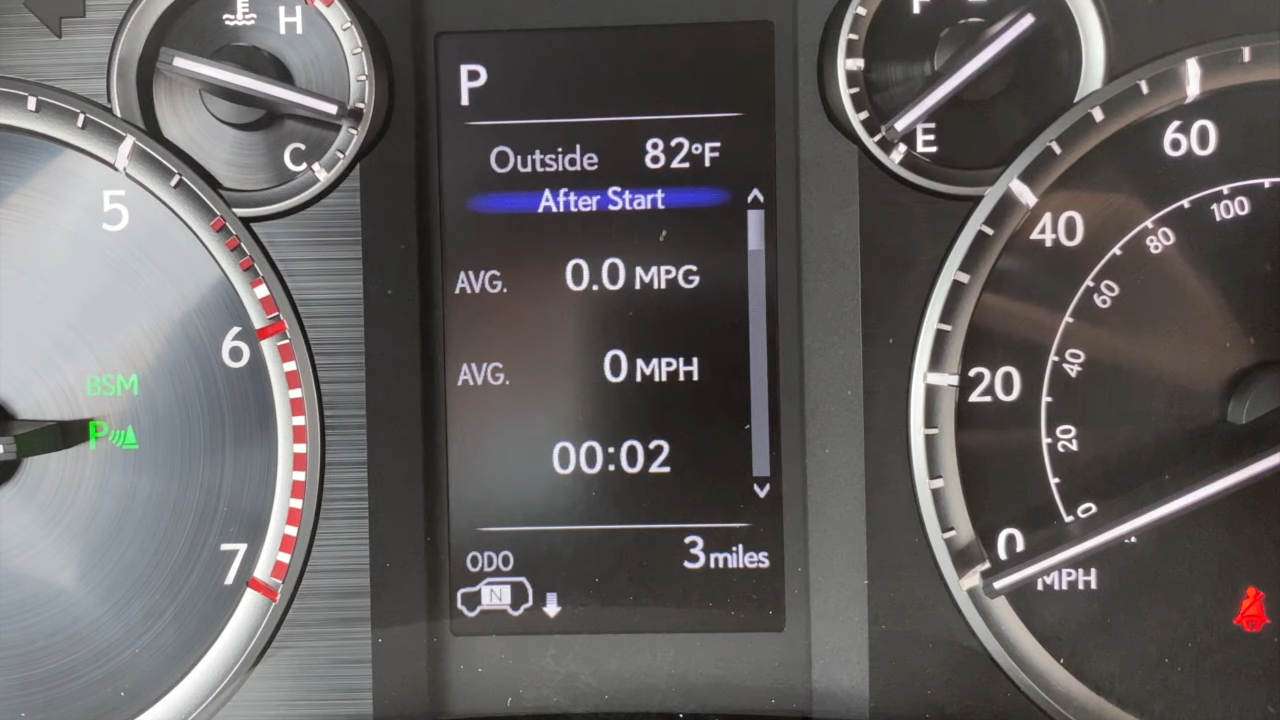 H
C
5
6
7
BSM
P
P
Outside 82°F
After Start
AVG. 0.0 MPG
AVG. 0 MPH
00:02
ODO 3 miles
N
F
E
60
40
20
0
MPH
100
80
60
40
20
0